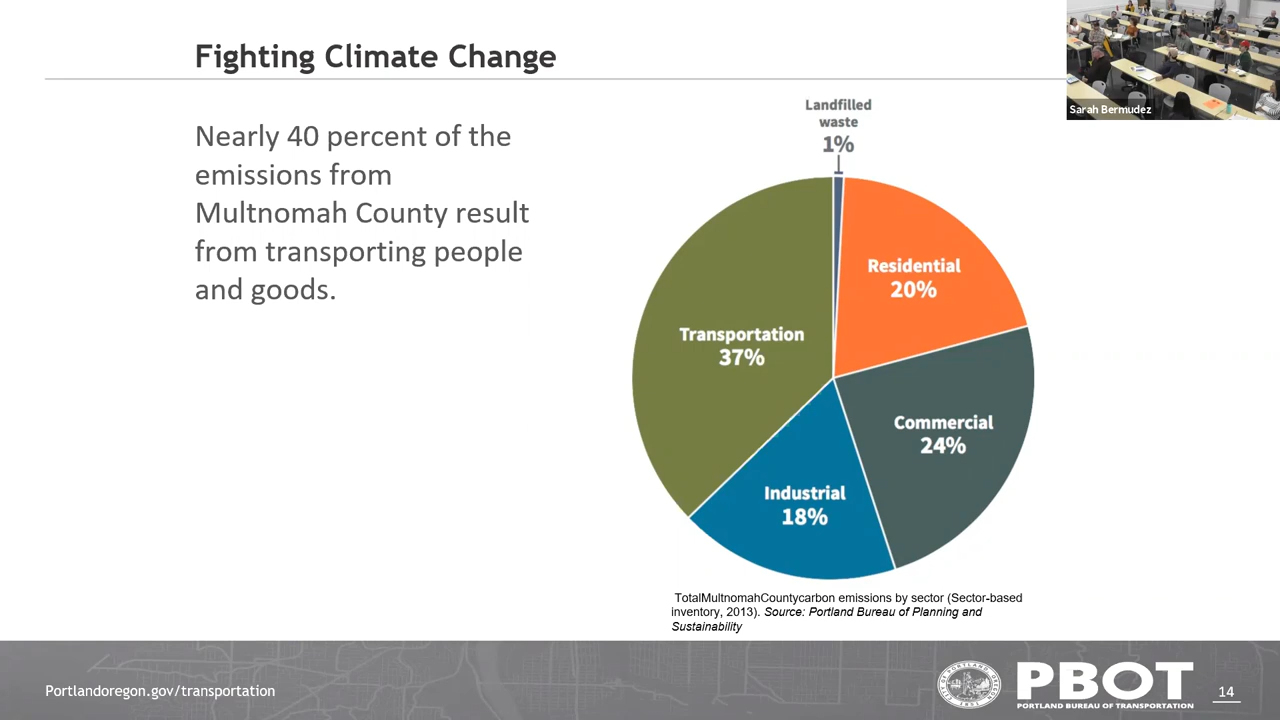 Fighting Climate Change
Sarah Bermudez
Nearly 40 percent of the
emissions from
Multnomah County result
from transporting people
and goods.
Landfilled
waste
1%
Residential
20%
Transportation
37%
Commercial
24%
Industrial
18%
TotalMultnomahCountycarbon emissions by sector (Sector-based
inventory, 2013). Source: Portland Bureau of Planning and
Sustainability
Portlandoregon.gov/transportation
PBOT
PORTLAND BUREAU OF TRANSPORTATION
14